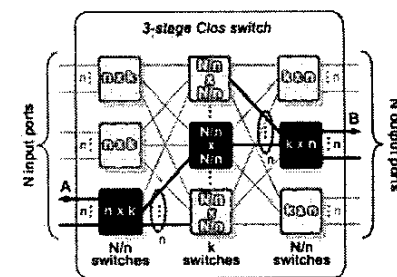 3-stage Clos switch
N input ports
n
n x k
N/n
x
N/n
k x n
n
n
n x k
N/n
x
N/n
n
k x n
B
n
A
n
n x k
n
N/n
x
N/n
k x n
n
N output ports
N/n
switches
k
switches
N/n
switches